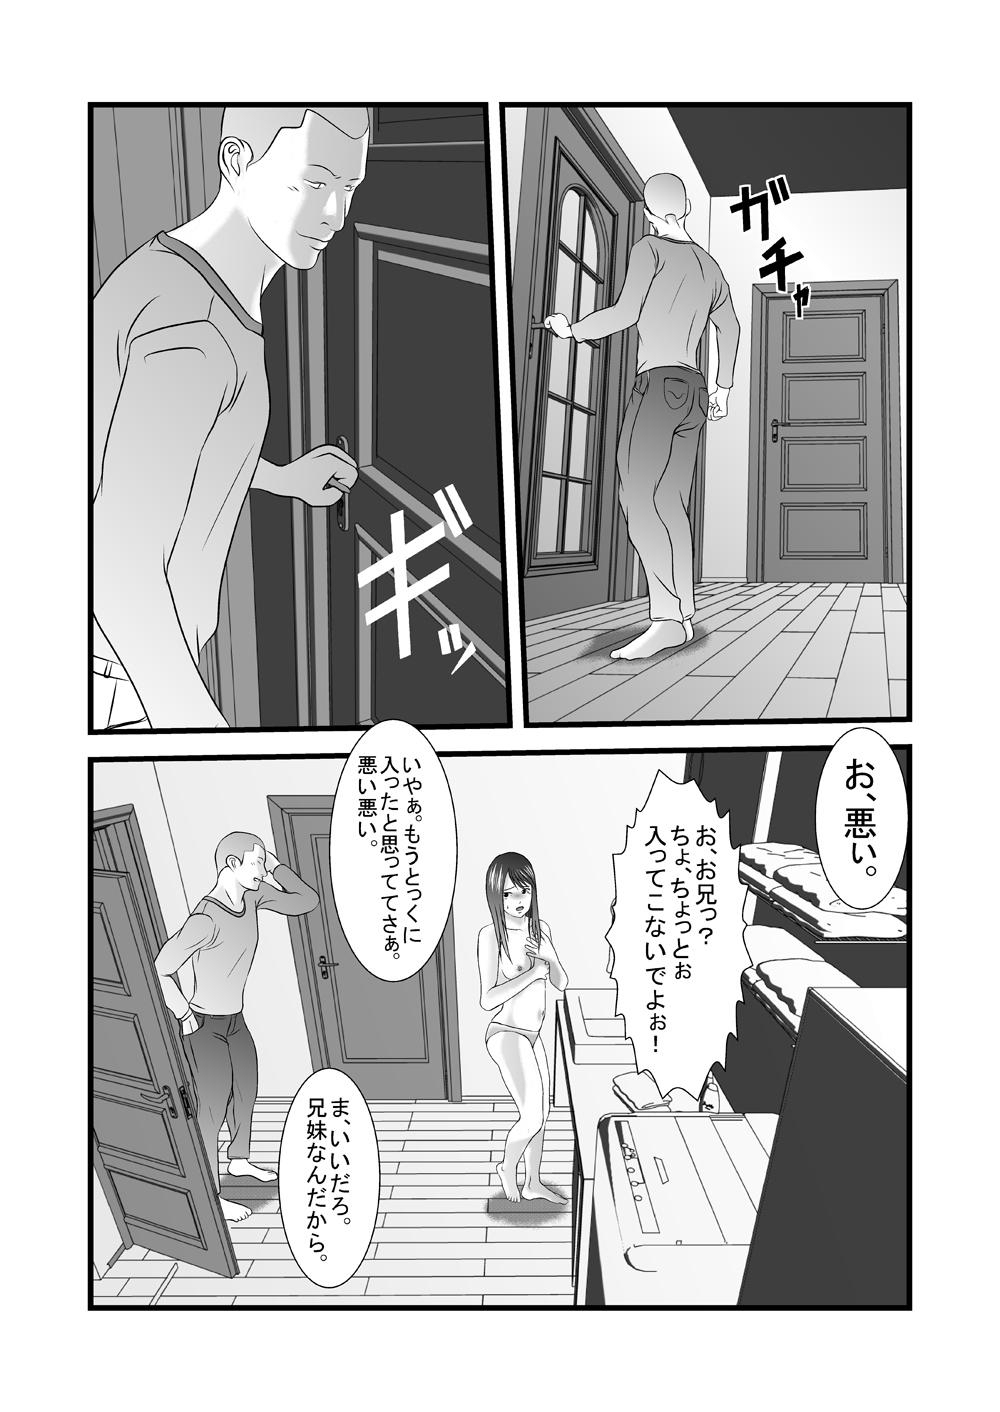 ガチャ
ギッ
お、悪い。
お、お兄っ？
ちょ、ちょっとぉ
入ってこないでよぉ！
いやぁ。もうとっくに
入ったと思っててさぁ。
悪い悪い。
ま、いいだろ。
兄妹なんだから。